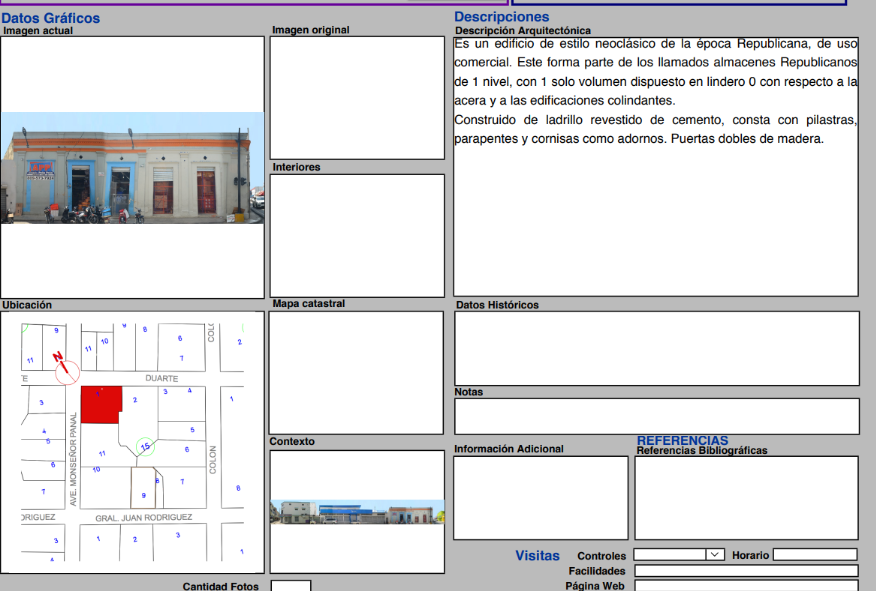 Datos Gráficos
Imagen actual
Imagen original
Interiores
Ubicación
Mapa catastral
9
8
6
COLO
2
11
10
11
7
N
E
DUARTE
3
2
3
4
1
4
5
5
6
AVE. MONSEÑOR PANAL
11
15
6
COLON
10
7
8
7
6
9
ORIGUEZ
GRAL. JUAN RODRIGUEZ
3
1
2
3
1
Contexto
Cantidad Fotos
Descripciones
Descripción Arquitectónica
Es un edificio de estilo neoclásico de la época Republicana, de uso
comercial. Este forma parte de los llamados almacenes Republicanos
de 1 nivel, con 1 solo volumen dispuesto en lindero 0 con respecto a la
acera y a las edificaciones colindantes.
Construido de ladrillo revestido de cemento, consta con pilastras,
parapentes y cornisas como adornos. Puertas dobles de madera.
Datos Históricos
Notas
Información Adicional
REFERENCIAS
Referencias Bibliográficas
Visitas
Controles
Horario
Facilidades
Página Web